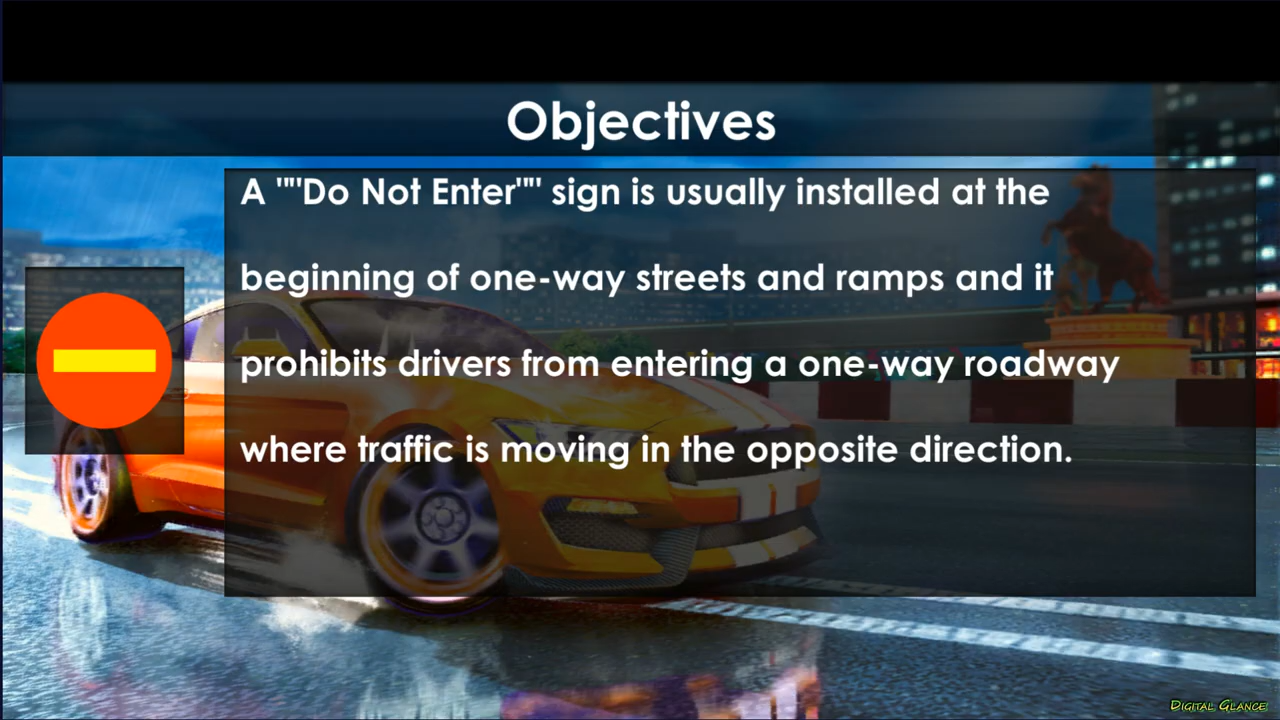 Objectives
A """Do Not Enter""" sign is usually installed at the
beginning of one-way streets and ramps and it
prohibits drivers from entering a one-way roadway
where traffic is moving in the opposite direction.
Digital Glance